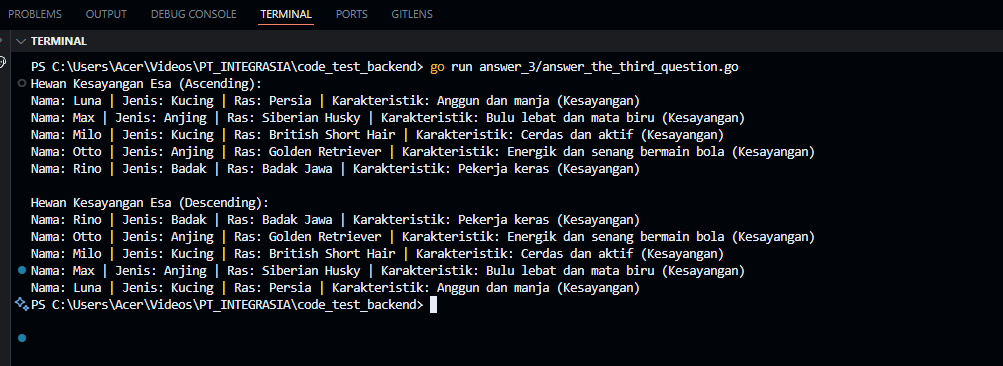 PROBLEMS OUTPUT DEBUG CONSOLE TERMINAL PORTS GITLENS
TERMINAL
PS C:\Users\Acer\Videos\PT_INTEGRASIA\code_test_backend> go run answer_3/answer_the_third_question.go
Hewan Kesayangan Esa (Ascending):
Nama: Luna | Jenis: Kucing | Ras: Persia | Karakteristik: Anggun dan manja (Kesayangan)
Nama: Max | Jenis: Anjing | Ras: Siberian Husky | Karakteristik: Bulu lebat dan mata biru (Kesayangan)
Nama: Milo | Jenis: Kucing | Ras: British Short Hair | Karakteristik: Cerdas dan aktif (Kesayangan)
Nama: Otto | Jenis: Anjing | Ras: Golden Retriever | Karakteristik: Energik dan senang bermain bola (Kesayangan)
Nama: Rino | Jenis: Badak | Ras: Badak Jawa | Karakteristik: Pekerja keras (Kesayangan)
Hewan Kesayangan Esa (Descending):
Nama: Rino | Jenis: Badak | Ras: Badak Jawa | Karakteristik: Pekerja keras (Kesayangan)
Nama: Otto | Jenis: Anjing | Ras: Golden Retriever | Karakteristik: Energik dan senang bermain bola (Kesayangan)
Nama: Milo | Jenis: Kucing | Ras: British Short Hair | Karakteristik: Cerdas dan aktif (Kesayangan)
Nama: Max | Jenis: Anjing | Ras: Siberian Husky | Karakteristik: Bulu lebat dan mata biru (Kesayangan)
Nama: Luna | Jenis: Kucing | Ras: Persia | Karakteristik: Anggun dan manja (Kesayangan)
PS C:\Users\Acer\Videos\PT_INTEGRASIA\code_test_backend>